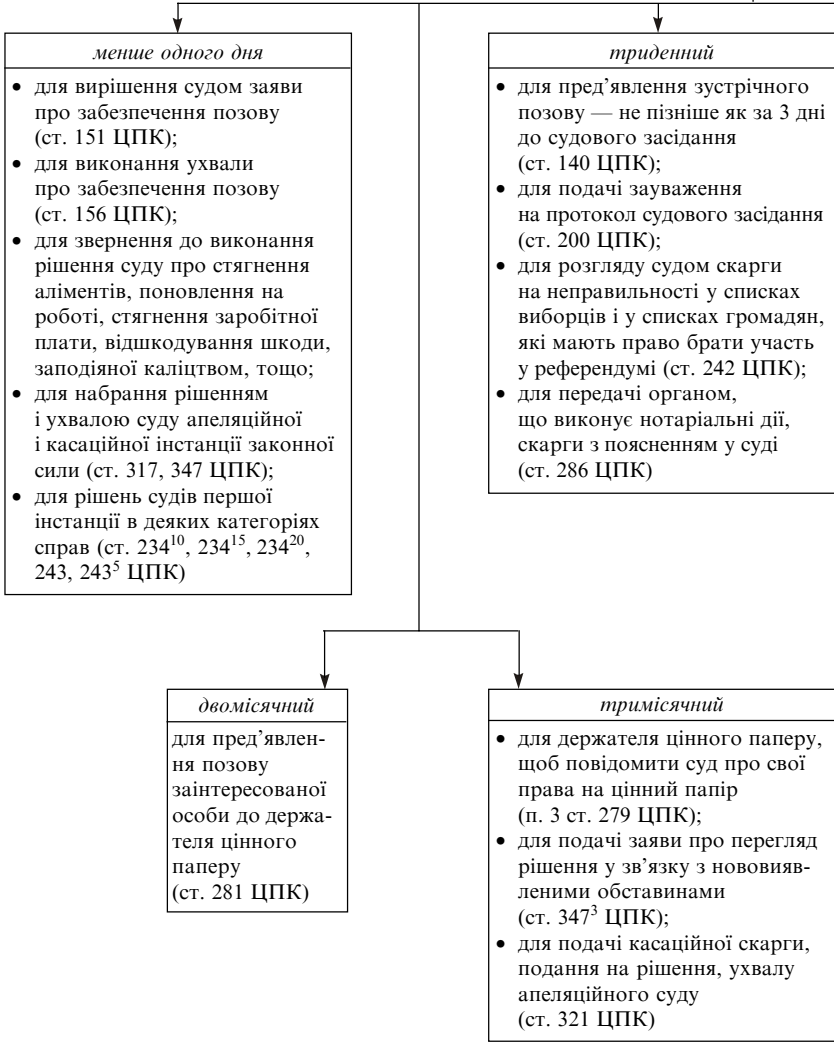 менше одного дня
• для вирішення судом заяви
про забезпечення позову
(ст. 151 ЦПК);
• для виконання ухвали
про забезпечення позову
(ст. 156 ЦПК);
• для звернення до виконання
рішення суду про стягнення
аліментів, поновлення на
роботі, стягнення заробітної
плати, відшкодування шкоди,
заподіяної каліцтвом, тощо;
• для набрання рішенням
і ухвалою суду апеляційної
і касаційної інстанції законної
сили (ст. 317, 347 ЦПК);
• для рішень судів першої
інстанції в деяких категоріях
справ (ст. 234¹⁰, 234¹⁵, 234²⁰,
243, 243⁵ ЦПК)
триденний
• для пред’явлення зустрічного
позову — не пізніше як за 3 дні
до судового засідання
(ст. 140 ЦПК);
• для подачі зауваження
на протокол судового засідання
(ст. 200 ЦПК);
• для розгляду судом скарги
на неправильності у списках
виборців і у списках громадян,
які мають право брати участь
у референдумі (ст. 242 ЦПК);
• для передачі органом,
що виконує нотаріальні дії,
скарги з поясненням у суді
(ст. 286 ЦПК)
двомісячний
для пред’явлен-
ня позову
заінтересованої
особи до держа-
теля цінного
паперу
(ст. 281 ЦПК)
тримісячний
• для держателя цінного паперу,
щоб повідомити суд про свої
права на цінний папір
(п. 3 ст. 279 ЦПК);
• для подачі заяви про перегляд
рішення у зв’язку з нововияв-
леними обставинами
(ст. 347³ ЦПК);
• для подачі касаційної скарги,
подання на рішення, ухвалу
апеляційного суду
(ст. 321 ЦПК)